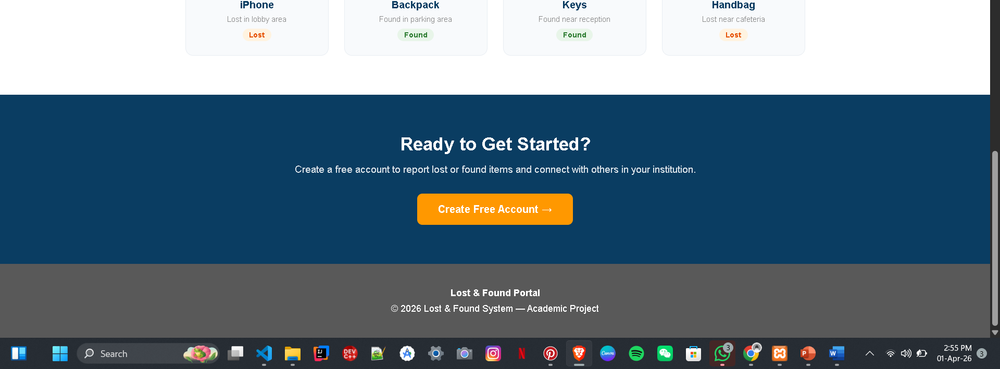 iPhone
Lost in lobby area
Lost
Backpack
Found in parking area
Found
Keys
Found near reception
Found
Handbag
Lost near cafeteria
Lost
Ready to Get Started?
Create a free account to report lost or found items and connect with others in your institution.
Create Free Account →
Lost & Found Portal
© 2026 Lost & Found System — Academic Project
Search
IJ
DEV
C++
N
Canva
3
P
W
2:55 PM
01-Apr-26
3